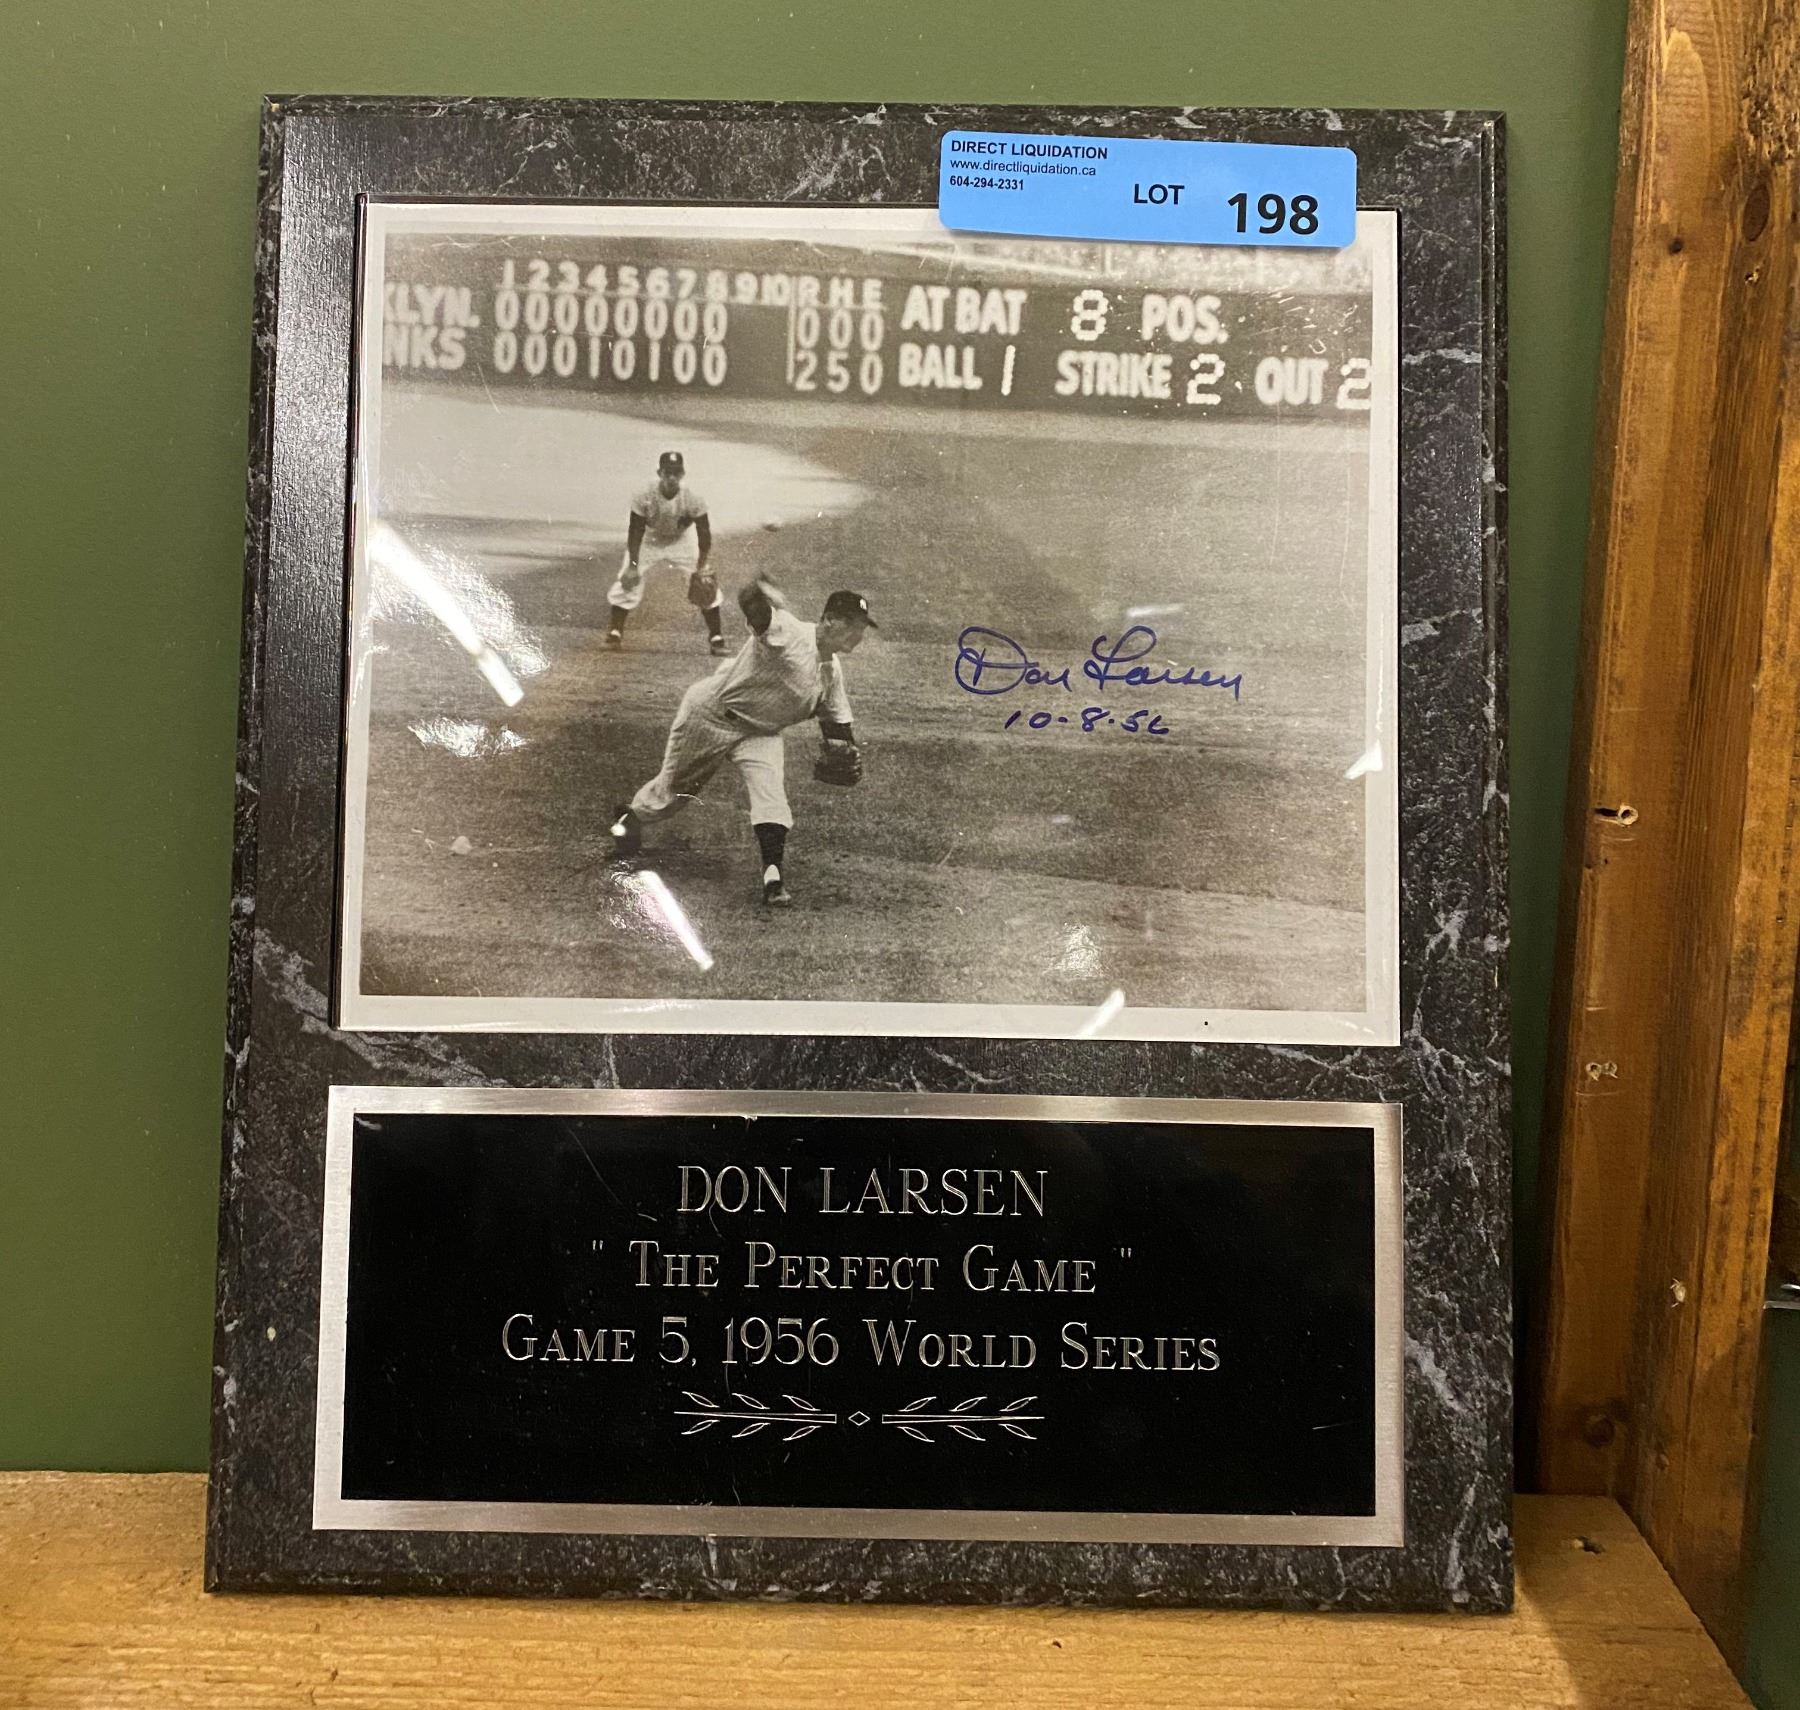 DIRECT LIQUIDATION
www.directliquidation.ca
604-294-2331
LOT 198
1 2 3 4 5 6 7 8 9 10 R H E AT BAT 8 POS.
KLYN. 0 0 0 0 0 0 0 0 0 0 0
NKS 0 0 0 1 0 1 0 0 2 5 0 BALL 1 STRIKE 2 OUT 2
Don Larsen
10-8-56
DON LARSEN
" THE PERFECT GAME "
GAME 5, 1956 WORLD SERIES